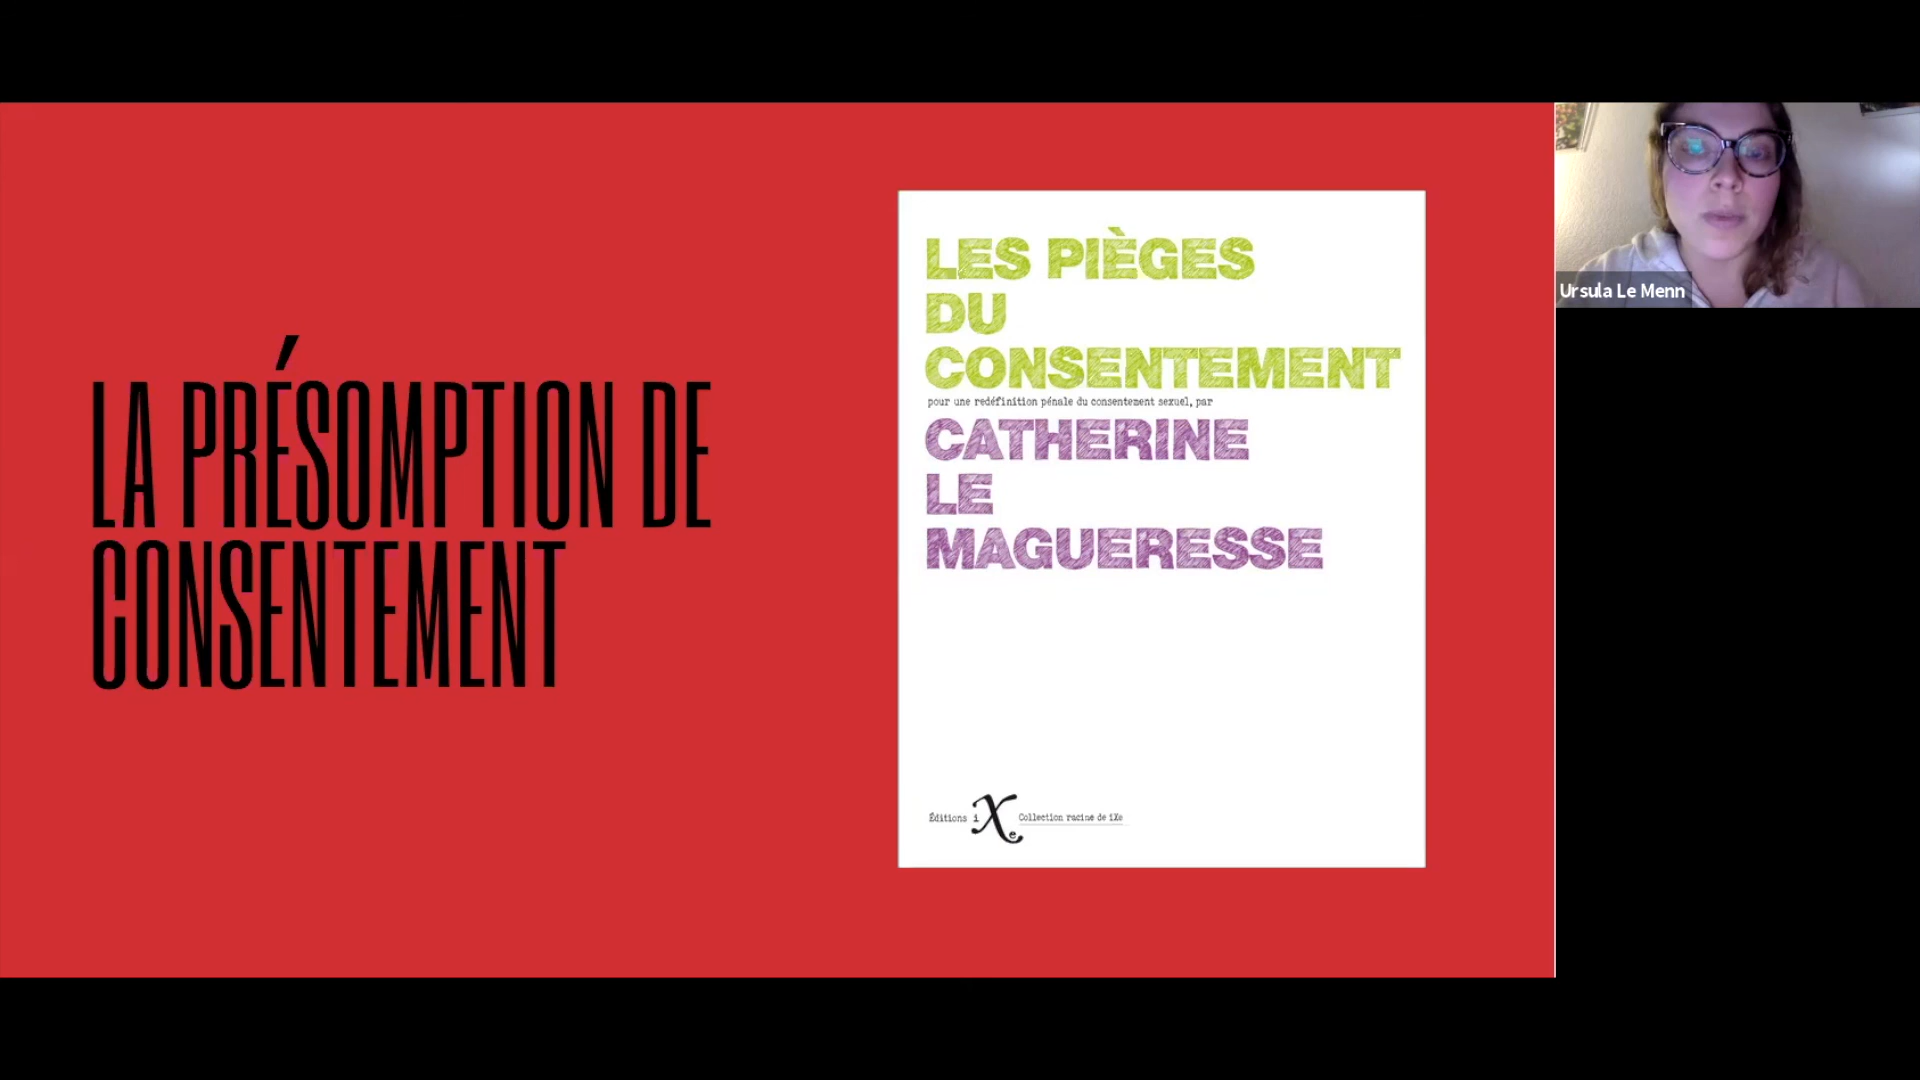 LA PRÉSOMPTION DE
CONSENTEMENT
LES PIÈGES
DU
CONSENTEMENT
pour une redéfinition pénale du consentement sexuel, par
CATHERINE
LE
MAGUERESSE
Éditions iXe Collection racine de iXe
Ursula Le Menn